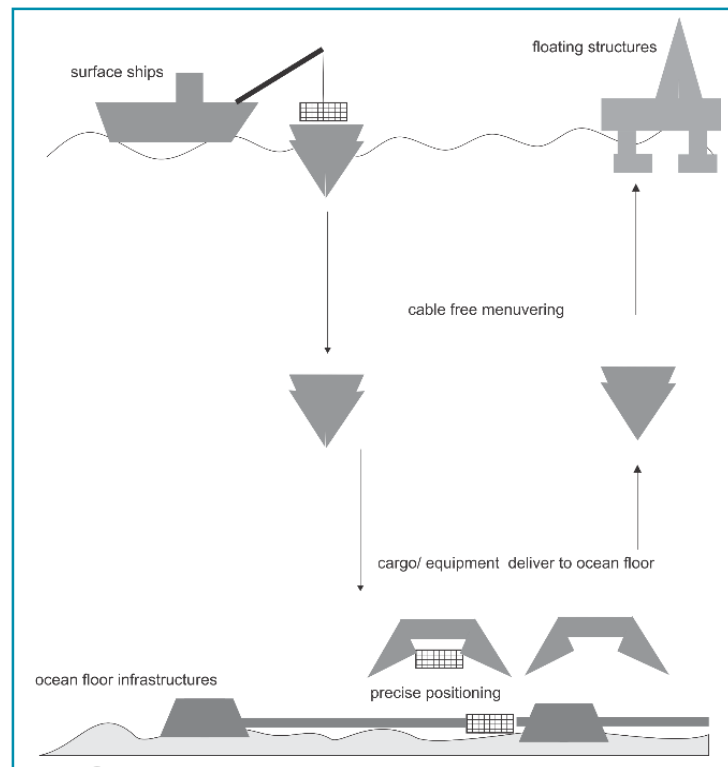 floating structures
surface ships
cable free menuvering
cargo/ equipment deliver to ocean floor
ocean floor infrastructures
precise positioning